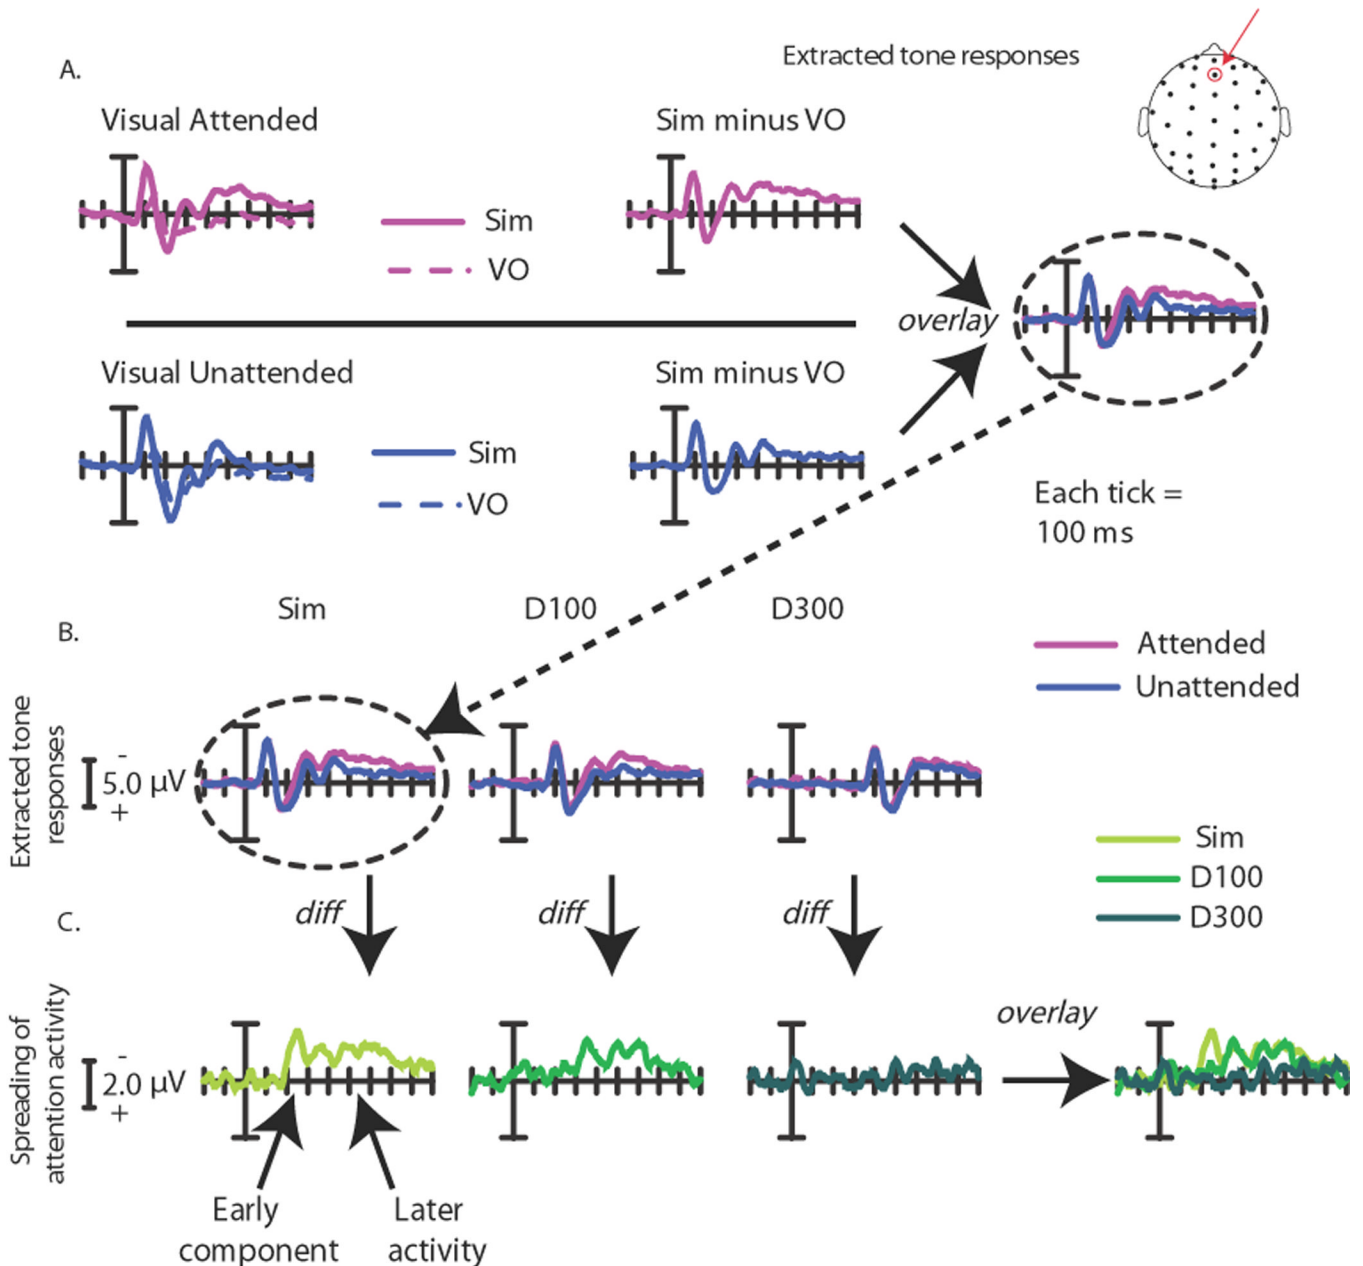 A.
Extracted tone responses
Visual Attended
Sim minus VO
Sim
VO
overlay
Visual Unattended
Sim minus VO
Sim
VO
Each tick =
100 ms
B.
Sim
D100
D300
Attended
Unattended
Extracted tone
responses
-
5.0 μV
+
Sim
D100
D300
C.
diff
diff
diff
Spreading of
attention activity
-
2.0 μV
+
overlay
Early
component
Later
activity